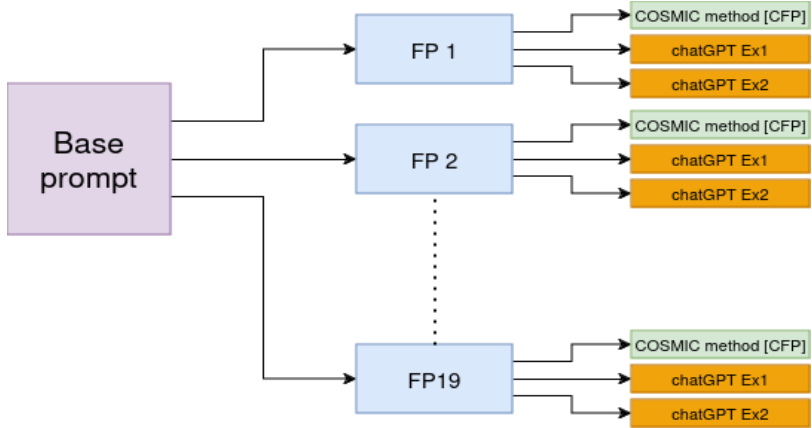 COSMIC method [CFP]
FP 1
chatGPT Ex1
chatGPT Ex2
Base
prompt
COSMIC method [CFP]
FP 2
chatGPT Ex1
chatGPT Ex2
COSMIC method [CFP]
FP19
chatGPT Ex1
chatGPT Ex2